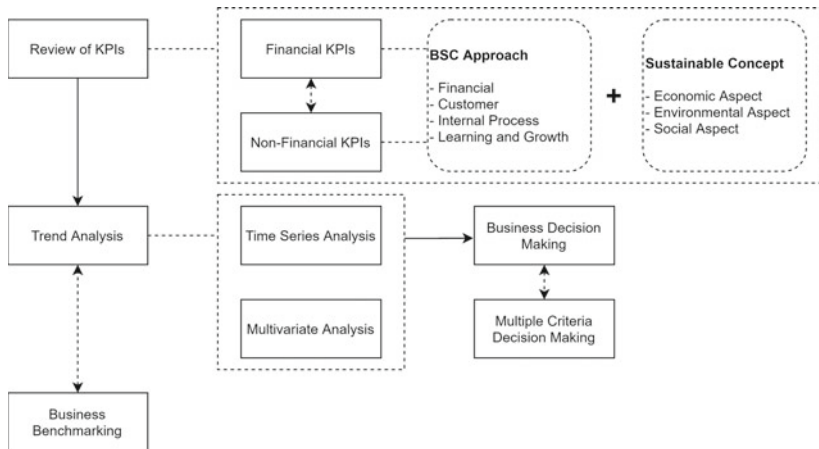 Review of KPIs
Financial KPIs
Non-Financial KPIs
BSC Approach
- Financial
- Customer
- Internal Process
- Learning and Growth
+
Sustainable Concept
- Economic Aspect
- Environmental Aspect
- Social Aspect
Trend Analysis
Time Series Analysis
Multivariate Analysis
Business Decision
Making
Multiple Criteria
Decision Making
Business
Benchmarking